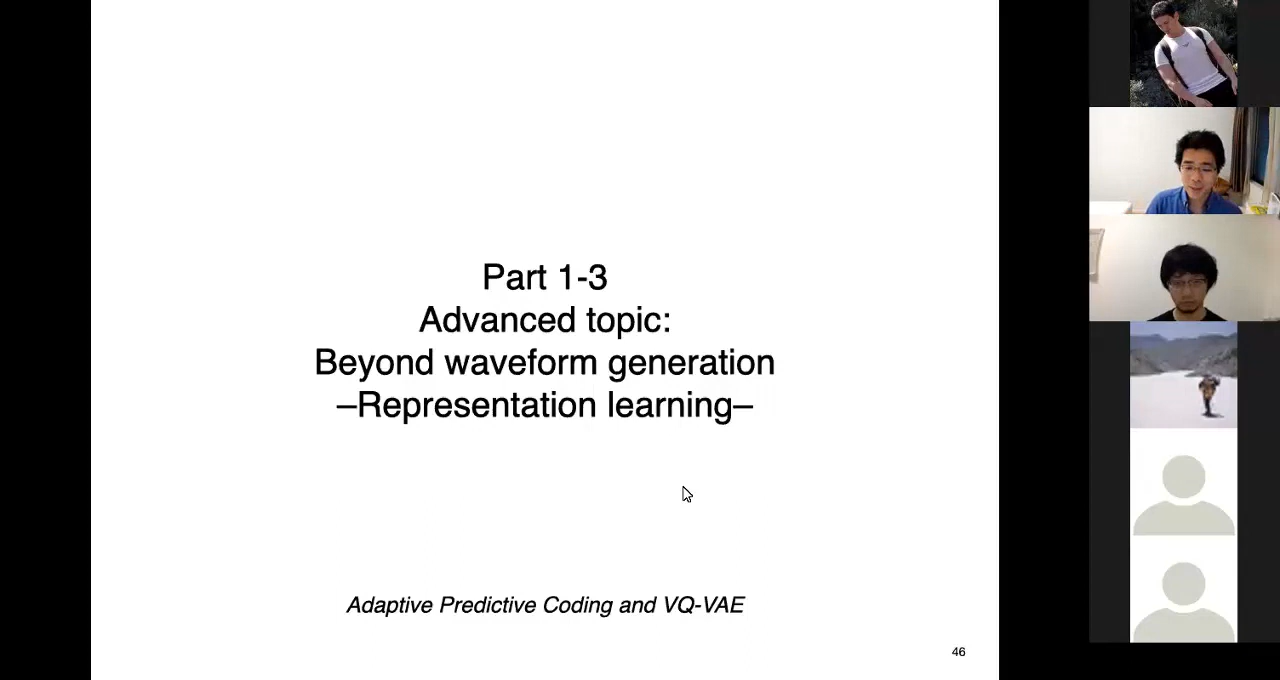 Part 1-3
Advanced topic:
Beyond waveform generation
–Representation learning–
Adaptive Predictive Coding and VQ-VAE
46